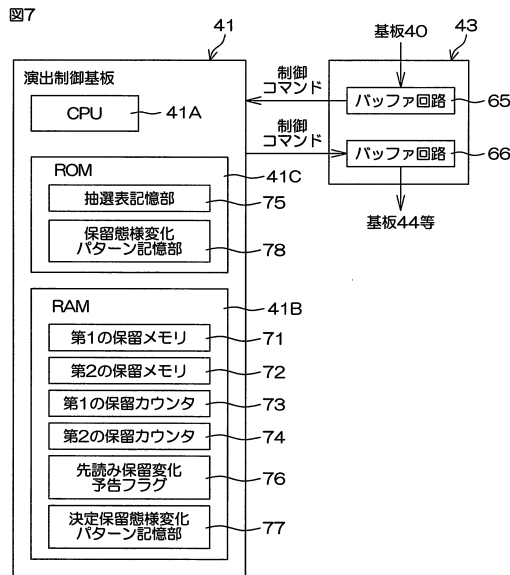 図7
41
基板40
43
演出制御基板
制御
コマンド
バッファ回路
65
CPU
41A
制御
コマンド
バッファ回路
66
ROM
41C
基板44等
抽選表記憶部
75
保留態様変化
パターン記憶部
78
RAM
41B
第1の保留メモリ
71
第2の保留メモリ
72
第1の保留カウンタ
73
第2の保留カウンタ
74
先読み保留変化
予告フラグ
76
決定保留態様変化
パターン記憶部
77